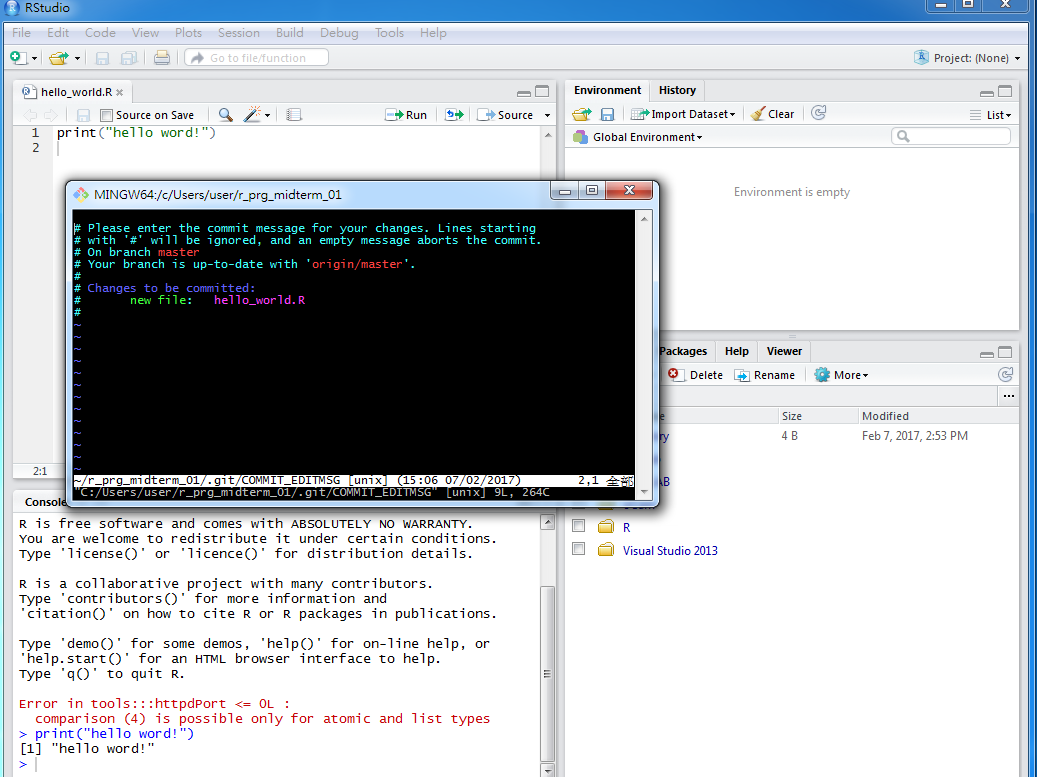 RStudio
File Edit Code View Plots Session Build Debug Tools Help
Go to file/function
Project: (None)
hello_world.R
Source on Save
Run
Source
1 print("hello word!")
2
2:1
Environment History
Import Dataset
Clear
List
Global Environment
Environment is empty
MINGW64:/c/Users/user/r_prg_midterm_01
# Please enter the commit message for your changes. Lines starting
# with '#' will be ignored, and an empty message aborts the commit.
# On branch master
# Your branch is up-to-date with 'origin/master'.
#
# Changes to be committed:
#       new file:   hello_world.R
#
~
~
~
~
~
~
~
~
~
~
~
~
~
~/r_prg_midterm_01/.git/COMMIT_EDITMSG [unix] (15:06 07/02/2017) 2,1 全部
"C:/Users/user/r_prg_midterm_01/.git/COMMIT_EDITMSG" [unix] 9L, 264C
Packages Help Viewer
Delete Rename More
Size Modified
4 B Feb 7, 2017, 2:53 PM
R
Visual Studio 2013
Console
R is free software and comes with ABSOLUTELY NO WARRANTY.
You are welcome to redistribute it under certain conditions.
Type 'license()' or 'licence()' for distribution details.
R is a collaborative project with many contributors.
Type 'contributors()' for more information and
'citation()' on how to cite R or R packages in publications.
Type 'demo()' for some demos, 'help()' for on-line help, or
'help.start()' for an HTML browser interface to help.
Type 'q()' to quit R.
Error in tools:::httpdPort <= 0L :
  comparison (4) is possible only for atomic and list types
> print("hello word!")
[1] "hello word!"
>